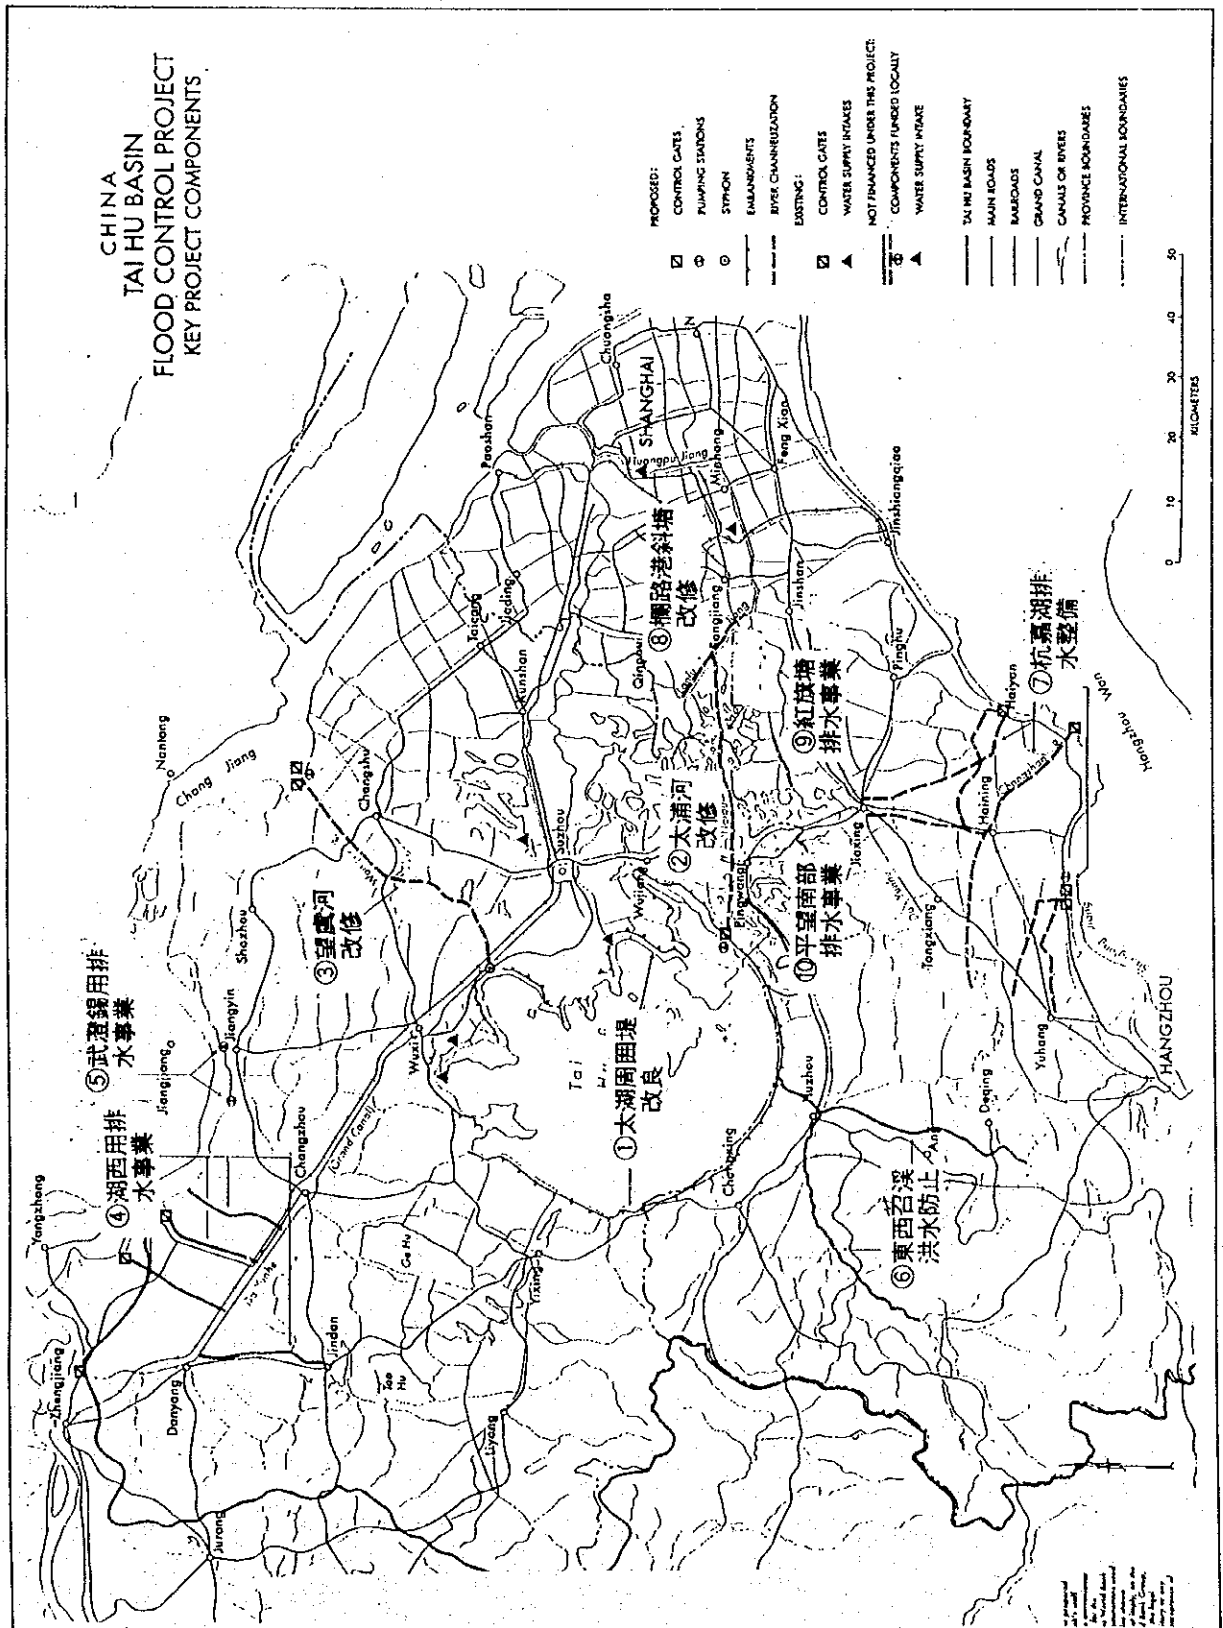 CHINA
TAI HU BASIN
FLOOD CONTROL PROJECT
KEY PROJECT COMPONENTS
PROPOSED:
CONTROL GATES
PUMPING STATIONS
SYPHON
EMBANKMENTS
RIVER CHANNELIZATION
EXISTING:
CONTROL GATES
WATER SUPPLY INTAKES
NOT FINANCED UNDER THIS PROJECT:
COMPONENTS FUNDED LOCALLY
WATER SUPPLY INTAKE
TAI HU BASIN BOUNDARY
MAIN ROADS
RAILROADS
GRAND CANAL
CANALS OR RIVERS
PROVINCE BOUNDARIES
INTERNATIONAL BOUNDARIES
0 10 20 30 40 50
KILOMETERS
①太湖周囲堤
改良
②太浦河
改修
③望虞河
改修
④湖西用排
水事業
⑤武澄錫用排
水事業
⑥東西苕渓
洪水防止
⑦杭嘉湖排
水整備
⑧欄路港斜塘
改修
⑨紅旗塘
排水事業
⑩平望南部
排水事業
Yangzhong
Zhengjiang
Danyang
Jurong
Jindan
Tao
Hu
Ge Hu
Liyang
Yixing
Changzhou
(Grand Canal)
Jiangjiang
Jiangyin
Shazhou
Nantong
Chang Jiang
Wuxi
Changshu
Suzhou
Kunshan
Taicang
Jiading
Paoshan
Chuangsha
SHANGHAI
Huangpu Jiang
Minhang
Feng Xian
Jinshiangqiao
Jinshan
Songjiang
Wujiang
Pingwang
Pinghu
Jiaxing
Haiyan
Haining
Changshan
Hangzhou Wan
Tongxiang
Yuhang
HANGZHOU
Deqing
Huzhou
Changxing
Tai